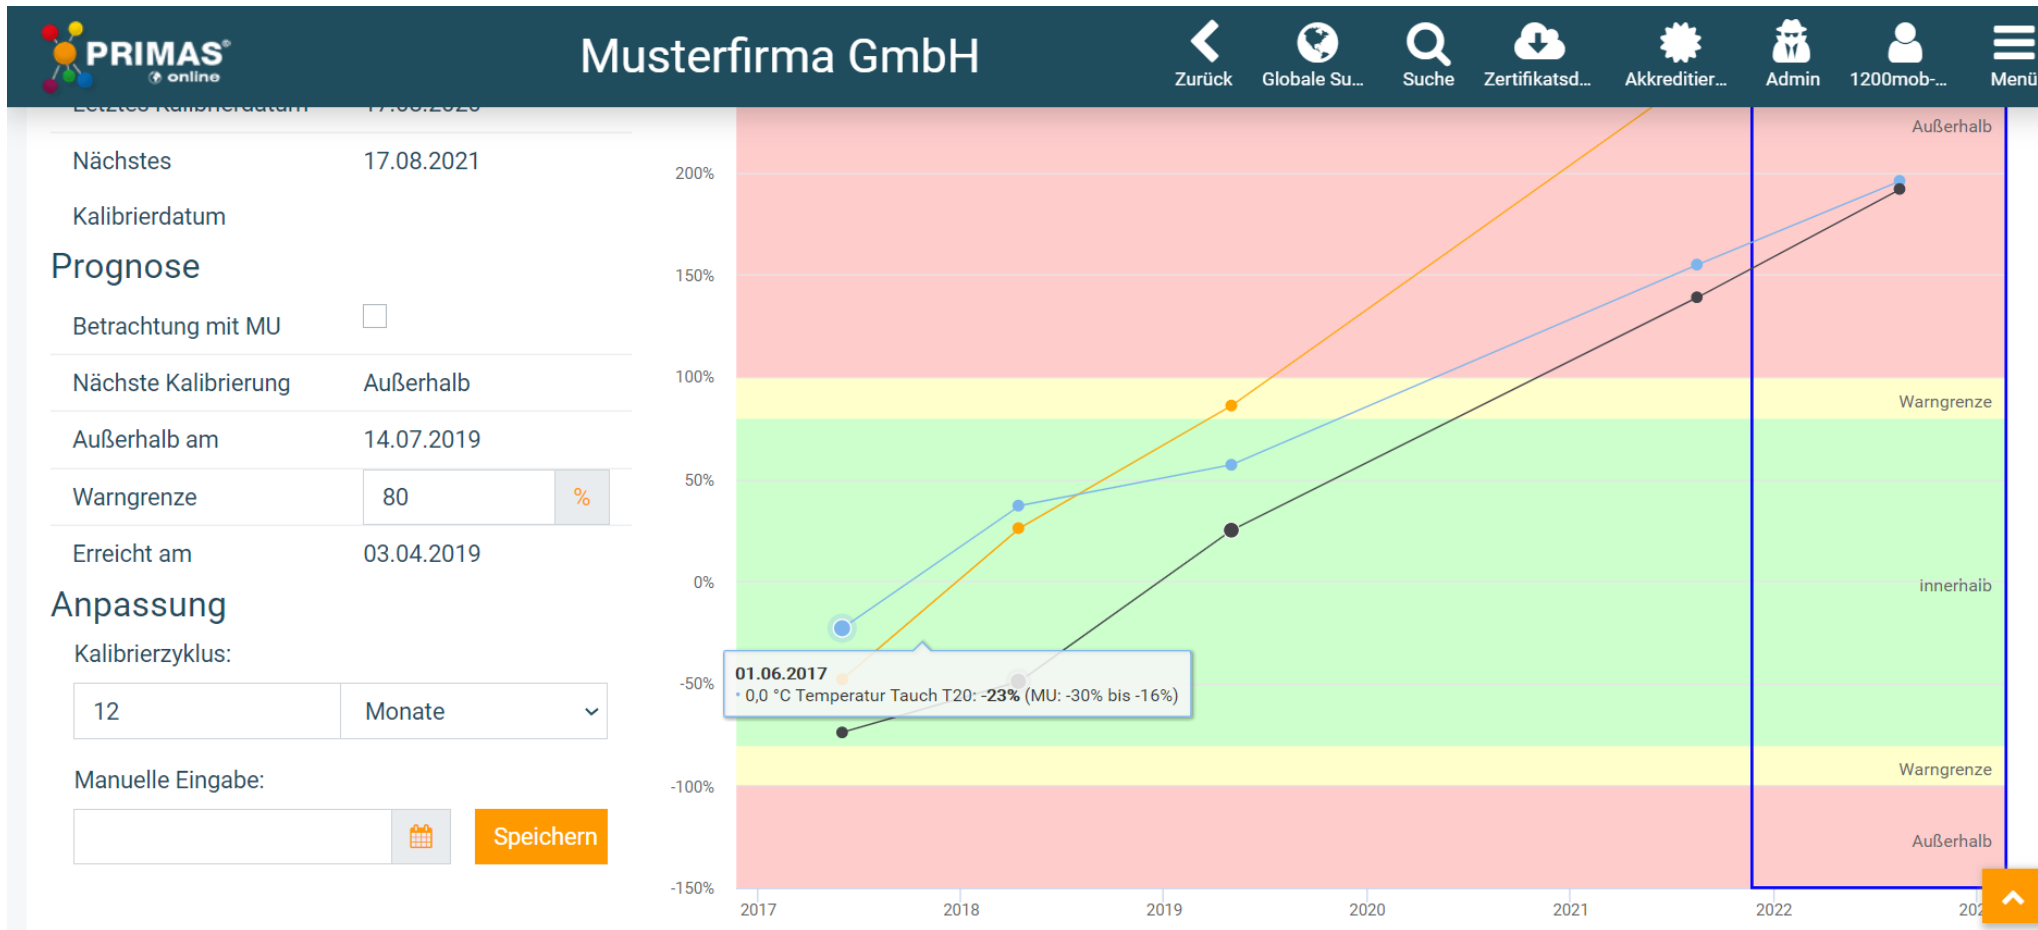 PRIMAS®
online
Musterfirma GmbH
Zurück
Globale Su...
Suche
Zertifikatsd...
Akkreditier...
Admin
1200mob-...
Menü
Nächstes
Kalibrierdatum
17.08.2021
Prognose
Betrachtung mit MU
Nächste Kalibrierung
Außerhalb
Außerhalb am
14.07.2019
Warngrenze
80
%
Erreicht am
03.04.2019
Anpassung
Kalibrierzyklus:
12
Monate
Manuelle Eingabe:
Speichern
200%
150%
100%
50%
0%
-50%
-100%
-150%
Außerhalb
Warngrenze
innerhalb
Warngrenze
Außerhalb
01.06.2017
0,0 °C Temperatur Tauch T20: -23% (MU: -30% bis -16%)
2017
2018
2019
2020
2021
2022